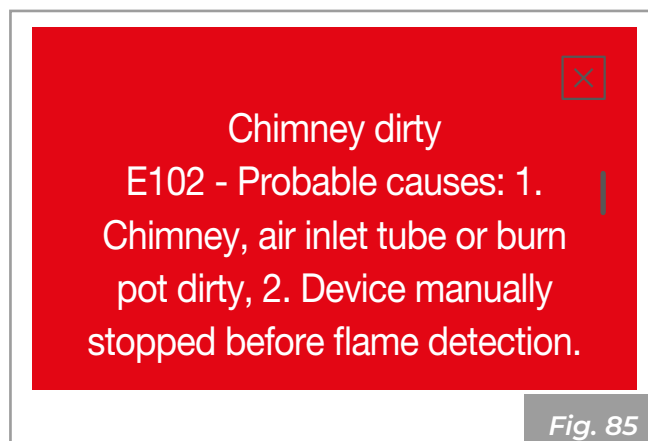 Chimney dirty
E102 - Probable causes: 1.
Chimney, air inlet tube or burn
pot dirty, 2. Device manually
stopped before flame detection.
Fig. 85